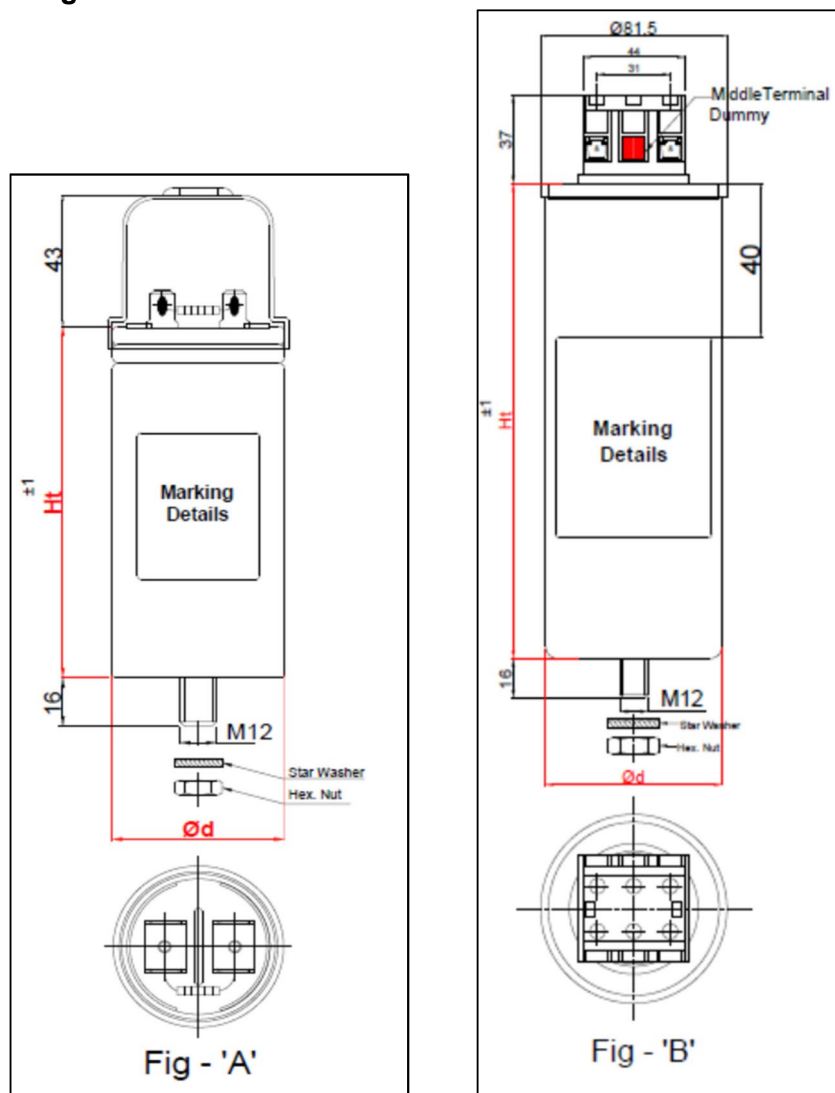 43
±1
Ht
Marking
Details
16
M12
Star Washer
Hex. Nut
Ød
Fig - 'A'
Ø81.5
44
31
Middle Terminal
Dummy
37
40
±1
Ht
Marking
Details
16
M12
Star Washer
Hex. Nut
Ød
Fig - 'B'